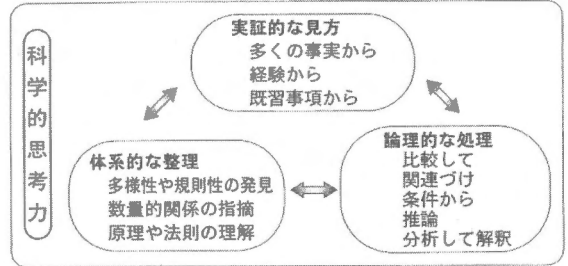 科学的思考力
実証的な見方
多くの事実から
経験から
既習事項から
体系的な整理
多様性や規則性の発見
数量的関係の指摘
原理や法則の理解
論理的な処理
比較して
関連づけ
条件から
推論
分析して解釈